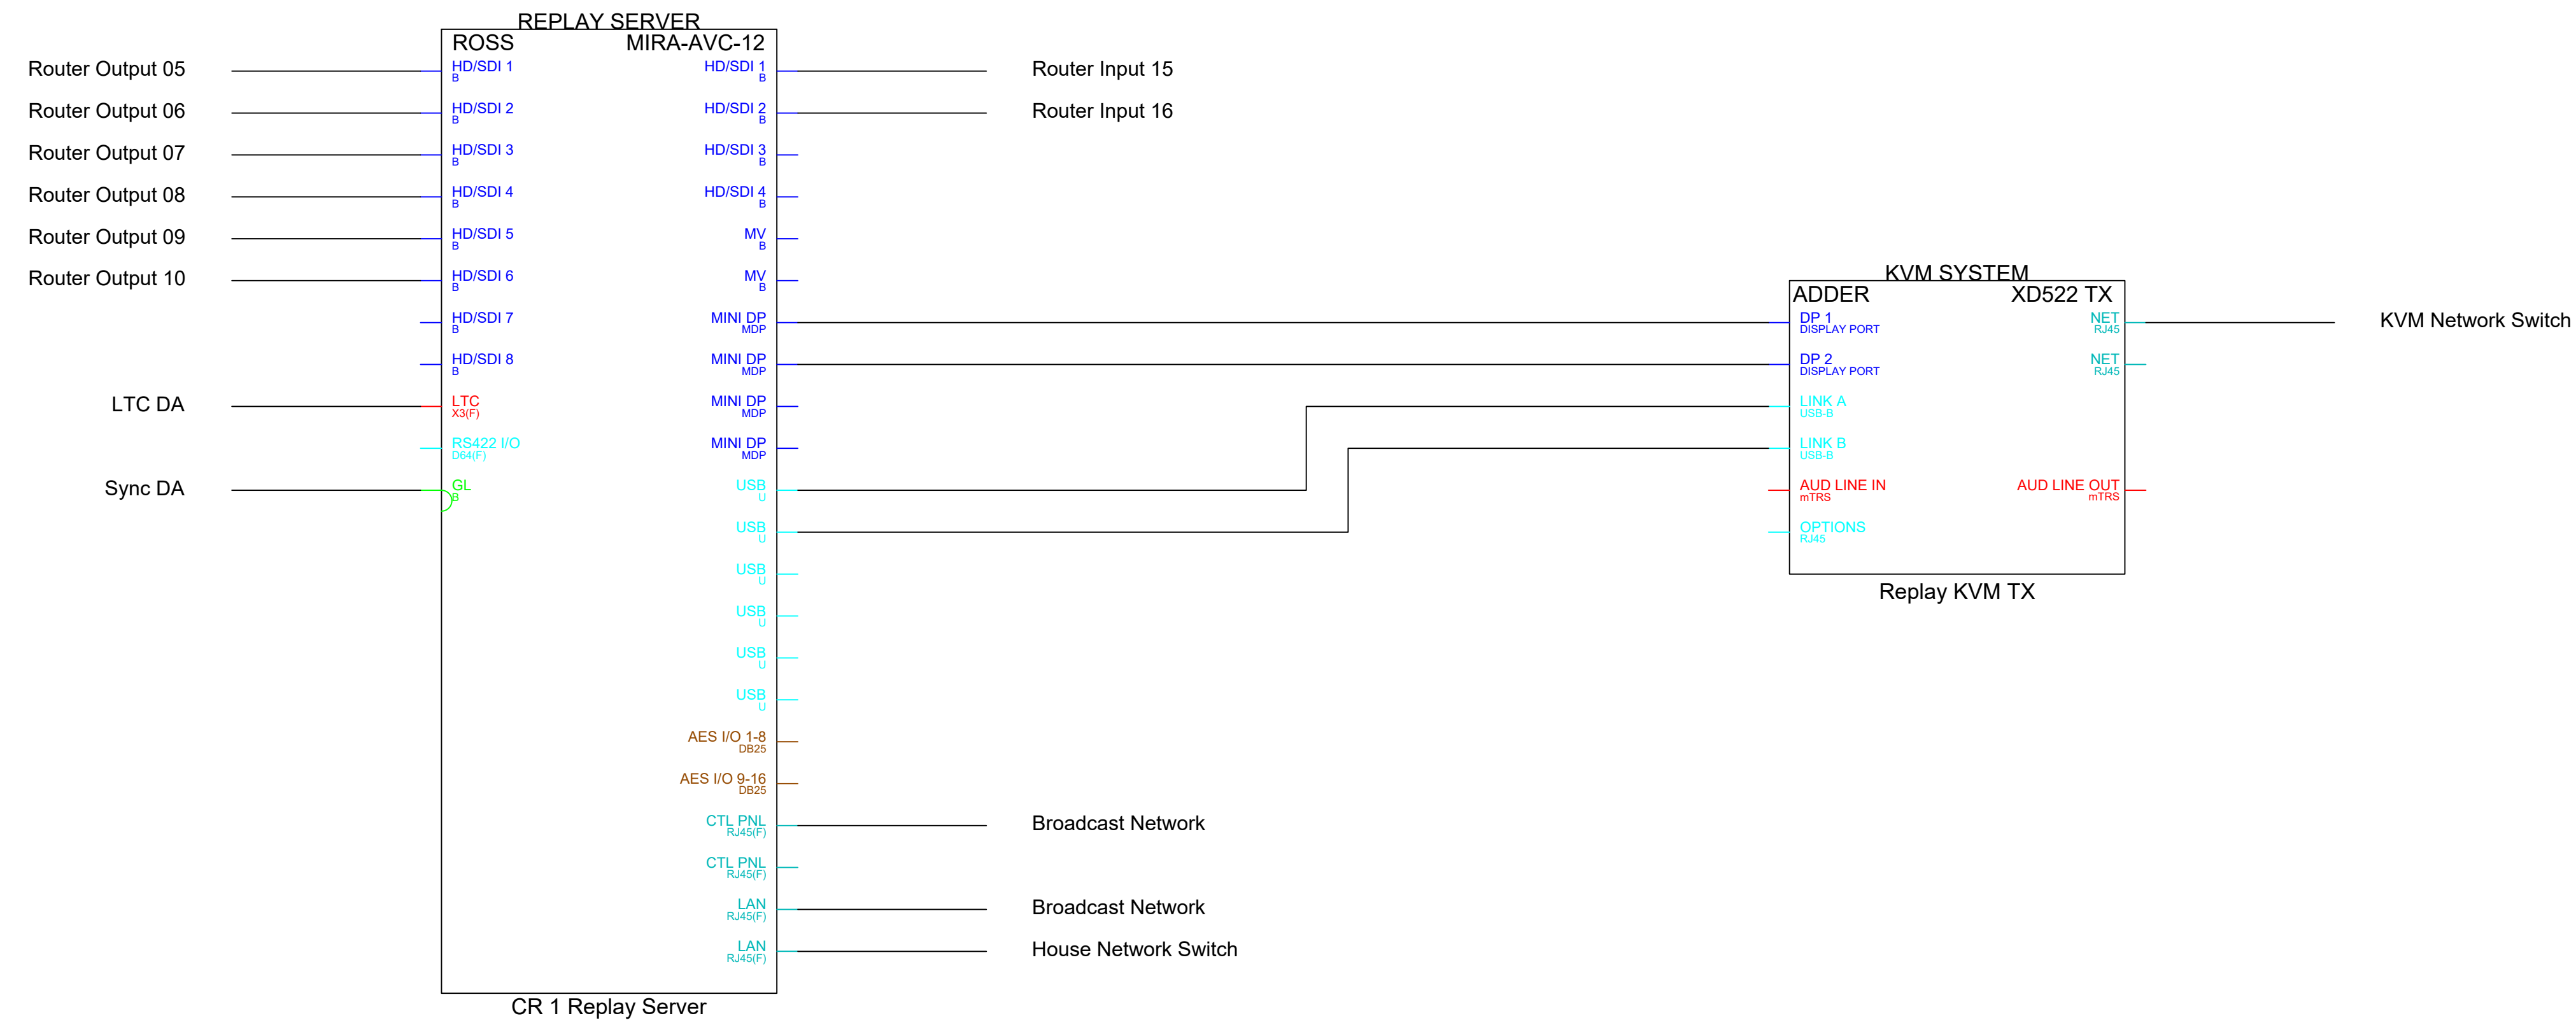 REPLAY SERVER
ROSS MIRA-AVC-12
Router Output 05
HD/SDI 1
B
HD/SDI 1
B
Router Input 15
Router Output 06
HD/SDI 2
B
HD/SDI 2
B
Router Input 16
Router Output 07
HD/SDI 3
B
HD/SDI 3
B
Router Output 08
HD/SDI 4
B
HD/SDI 4
B
Router Output 09
HD/SDI 5
B
MV
B
Router Output 10
HD/SDI 6
B
MV
B
HD/SDI 7
B
MINI DP
MDP
HD/SDI 8
B
MINI DP
MDP
LTC DA
LTC
X3(F)
MINI DP
MDP
RS422 I/O
D64(F)
MINI DP
MDP
Sync DA
GL
B
USB
U
USB
U
USB
U
USB
U
USB
U
USB
U
AES I/O 1-8
DB25
AES I/O 9-16
DB25
CTL PNL
RJ45(F)
Broadcast Network
CTL PNL
RJ45(F)
LAN
RJ45(F)
Broadcast Network
LAN
RJ45(F)
House Network Switch
CR 1 Replay Server
KVM SYSTEM
ADDER XD522 TX
DP 1
DISPLAY PORT
NET
RJ45
KVM Network Switch
DP 2
DISPLAY PORT
NET
RJ45
LINK A
USB-B
LINK B
USB-B
AUD LINE IN
mTRS
AUD LINE OUT
mTRS
OPTIONS
RJ45
Replay KVM TX